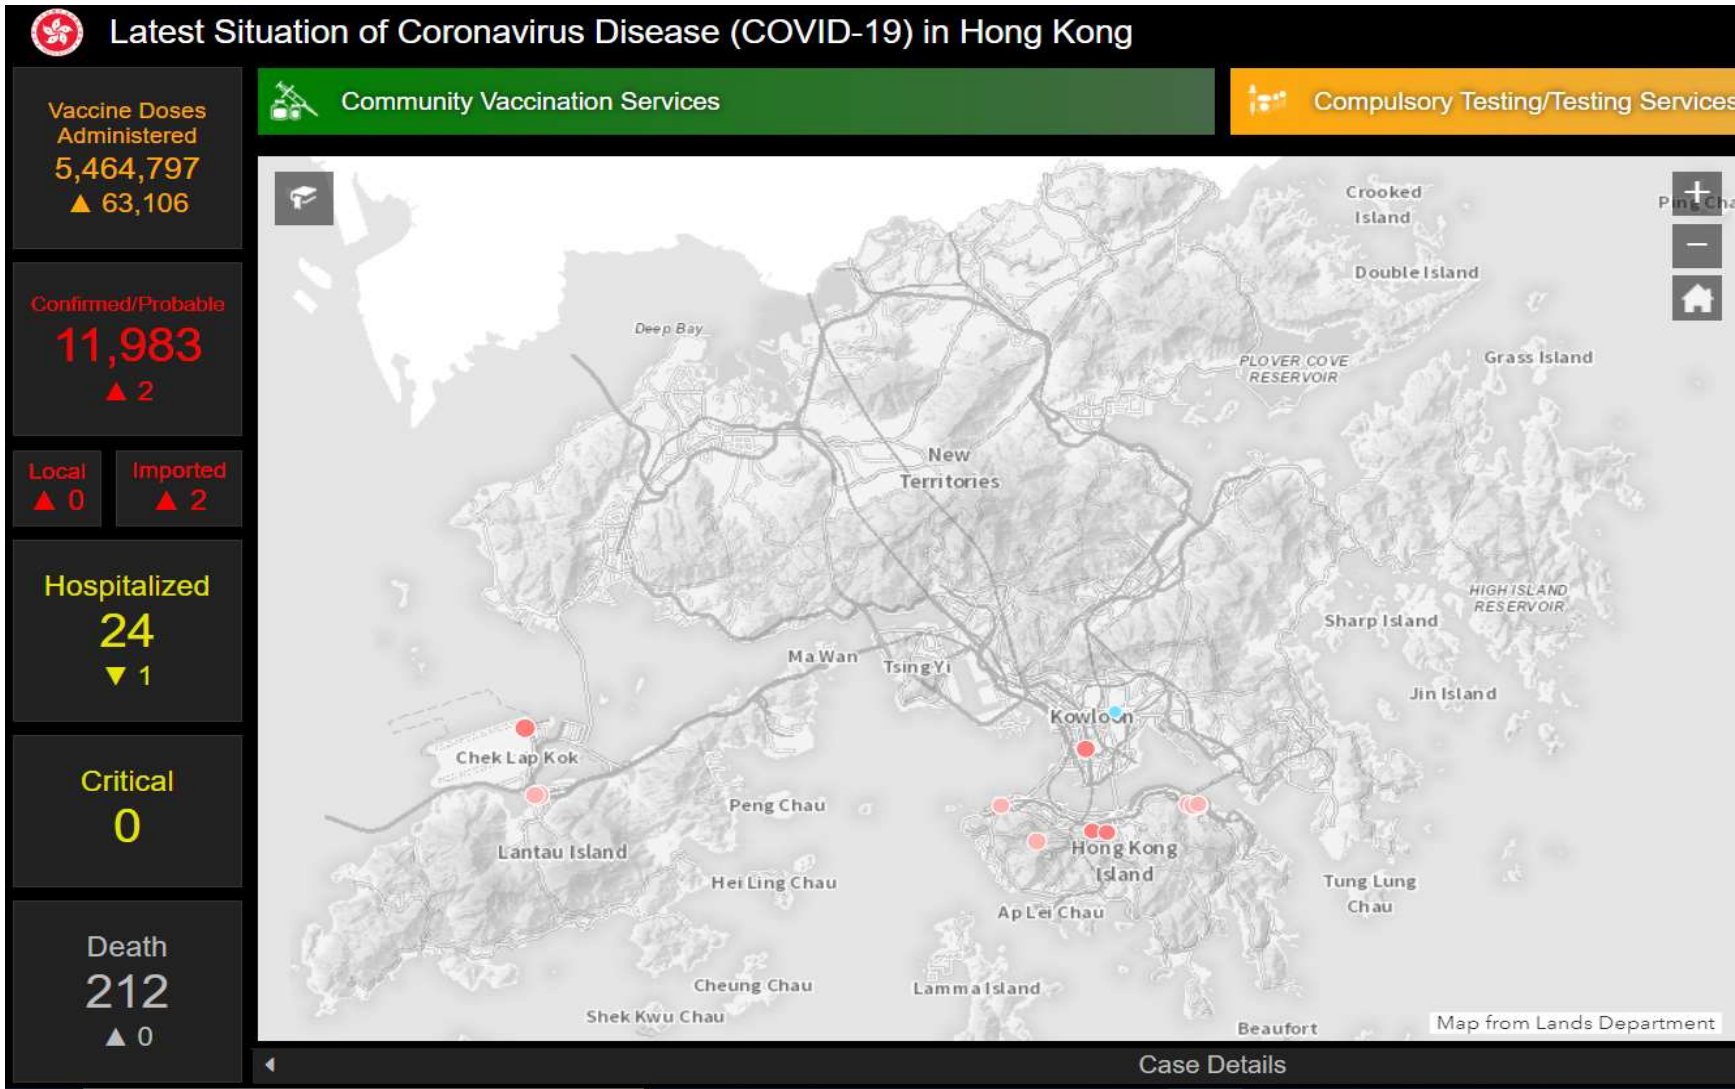 Latest Situation of Coronavirus Disease (COVID-19) in Hong Kong
Vaccine Doses
Administered
5,464,797
▲ 63,106
Confirmed/Probable
11,983
▲ 2
Local
▲ 0
Imported
▲ 2
Hospitalized
24
▼ 1
Critical
0
Death
212
▲ 0
Community Vaccination Services
Compulsory Testing/Testing Services
Crooked
Island
Ping Cha
+
−
Double Island
Deep Bay
PLOVER COVE
RESERVOIR
Grass Island
New
Territories
HIGH ISLAND
RESERVOIR
Sharp Island
Ma Wan
Tsing Yi
Jin Island
Kowloon
Chek Lap Kok
Peng Chau
Lantau Island
Hong Kong
Island
Hei Ling Chau
Tung Lung
Chau
Ap Lei Chau
Cheung Chau
Lamma Island
Shek Kwu Chau
Beaufort
Map from Lands Department
Case Details